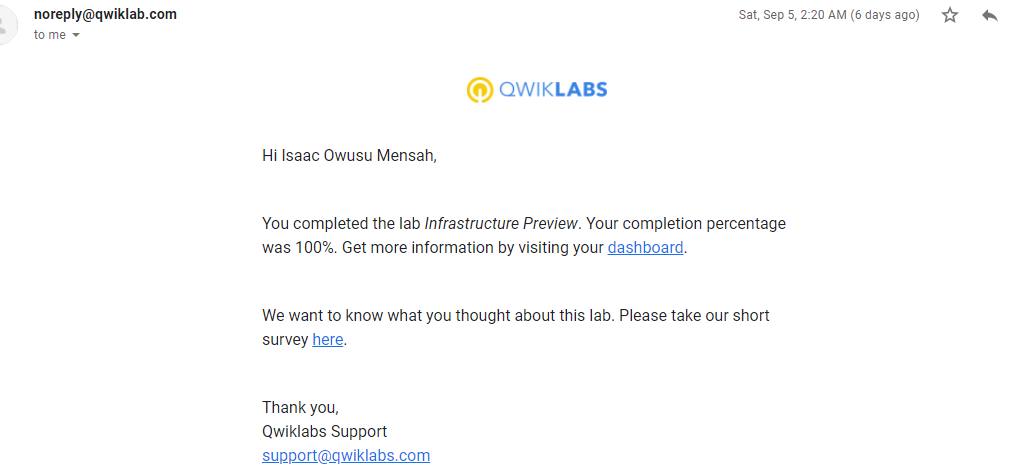 noreply@qwiklab.com
Sat, Sep 5, 2:20 AM (6 days ago)
to me
QWIKLABS
Hi Isaac Owusu Mensah,
You completed the lab Infrastructure Preview. Your completion percentage
was 100%. Get more information by visiting your dashboard.
We want to know what you thought about this lab. Please take our short
survey here.
Thank you,
Qwiklabs Support
support@qwiklabs.com